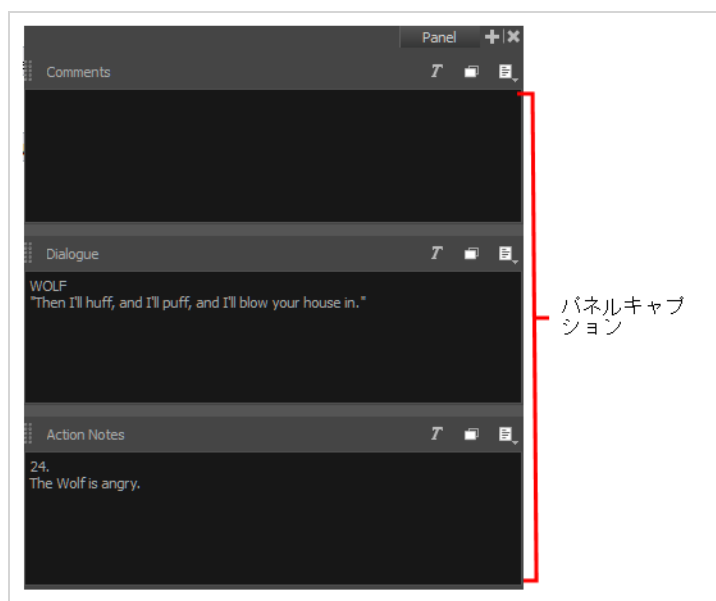 Panel
Comments
Dialogue
WOLF
"Then I'll huff, and I'll puff, and I'll blow your house in."
Action Notes
24.
The Wolf is angry.
パネルキャプ
ション